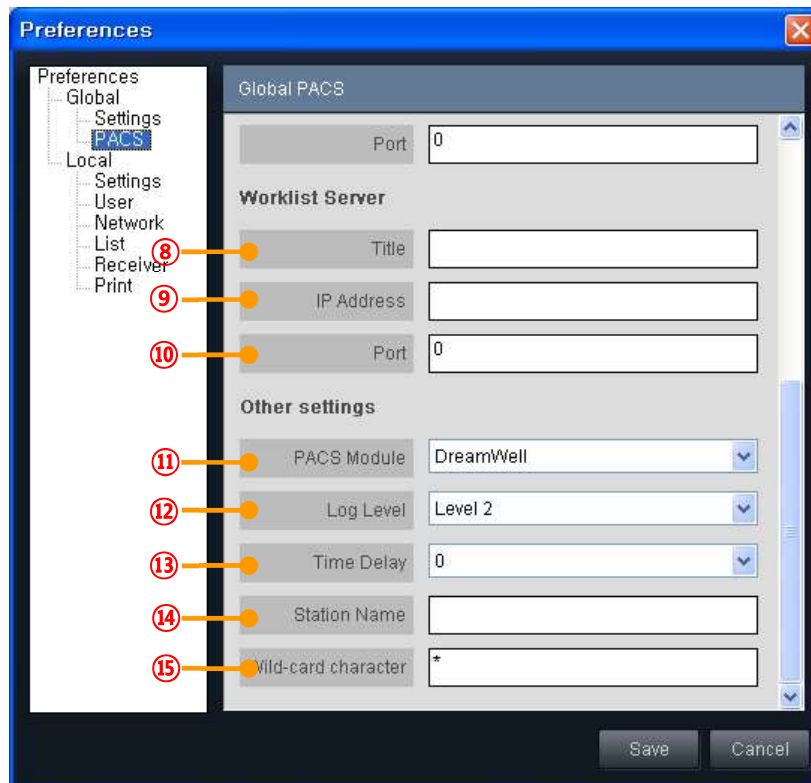 Preferences
Preferences
Global
Settings
PACS
Local
Settings
User
Network
List
Receiver
Print
Global PACS
Port 0
Worklist Server
⑧ Title
⑨ IP Address
⑩ Port 0
Other settings
⑪ PACS Module DreamWell
⑫ Log Level Level 2
⑬ Time Delay 0
⑭ Station Name
⑮ Wild-card character *
Save Cancel